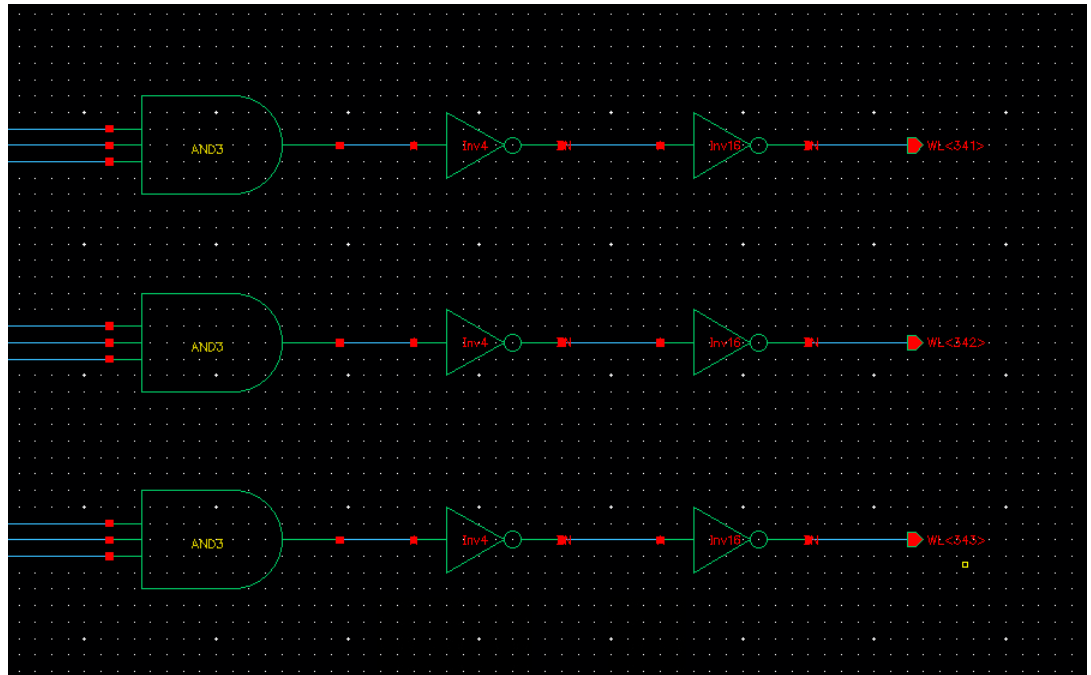 AND3 Inv4 Inv16 WL<341>
AND3 Inv4 Inv16 WL<342>
AND3 Inv4 Inv16 WL<343>